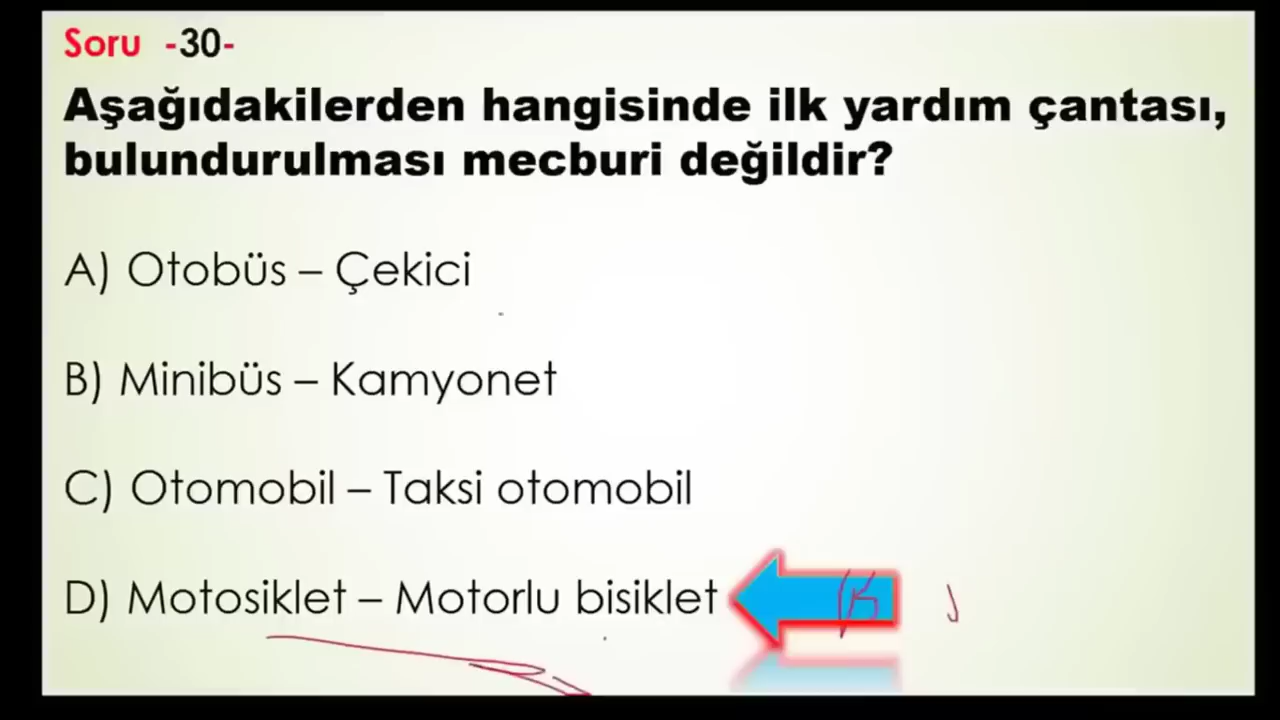 Soru -30-
Aşağıdakilerden hangisinde ilk yardım çantası,
bulundurulması mecburi değildir?
A) Otobüs – Çekici
B) Minibüs – Kamyonet
C) Otomobil – Taksi otomobil
D) Motosiklet – Motorlu bisiklet